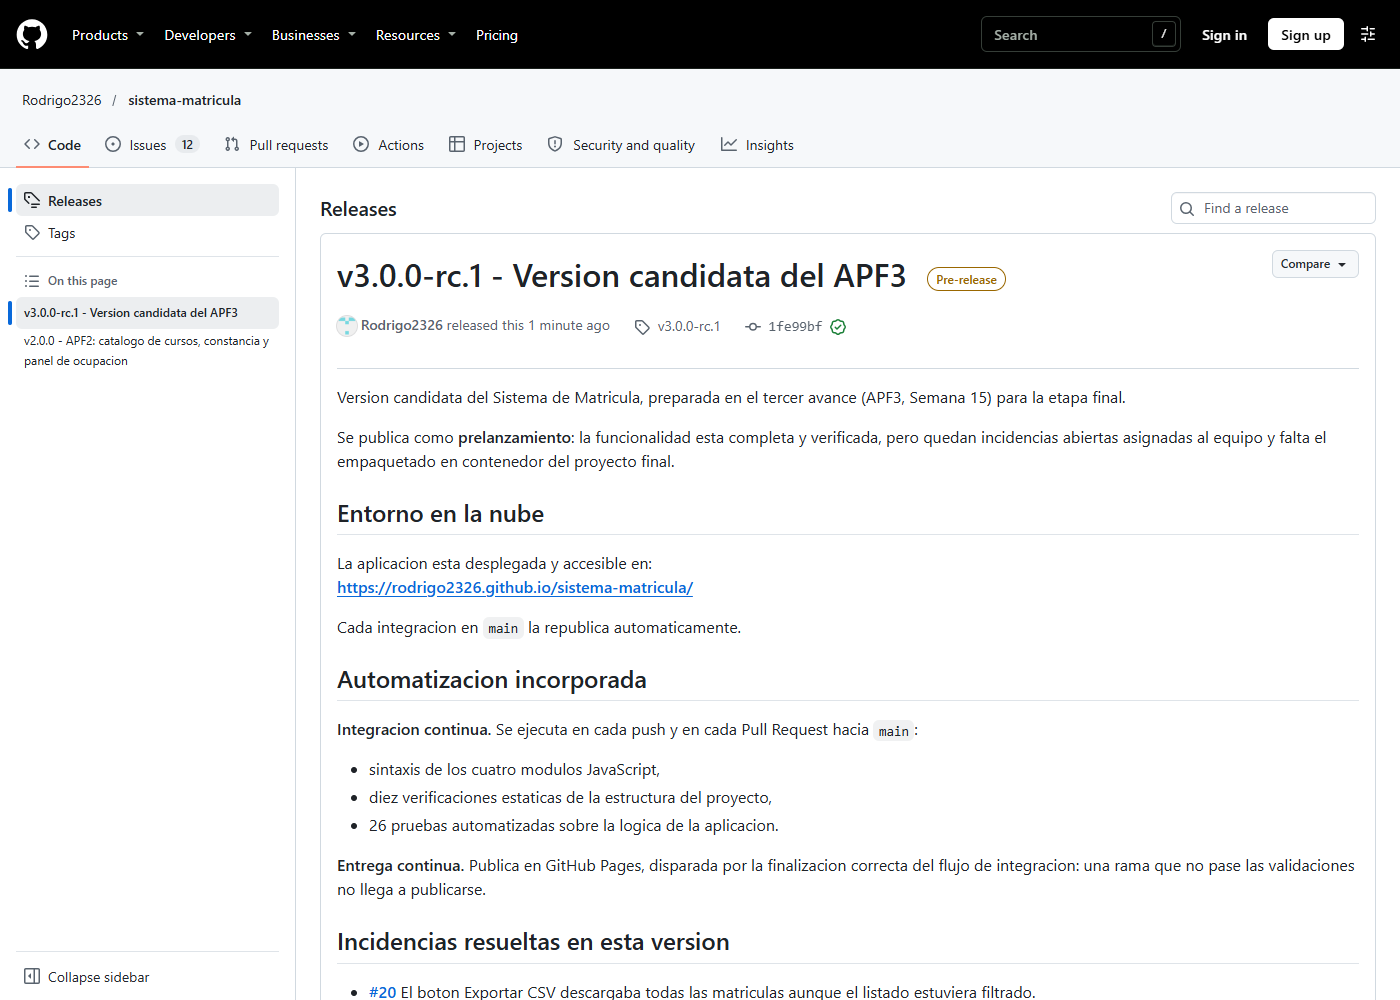 Products
Developers
Businesses
Resources
Pricing
Search
/
Sign in
Sign up
Rodrigo2326 / sistema-matricula
Code
Issues 12
Pull requests
Actions
Projects
Security and quality
Insights
Releases
Tags
On this page
v3.0.0-rc.1 - Version candidata del APF3
v2.0.0 - APF2: catalogo de cursos, constancia y
panel de ocupacion
Collapse sidebar
Releases
Find a release
v3.0.0-rc.1 - Version candidata del APF3
Pre-release
Compare
Rodrigo2326 released this 1 minute ago
v3.0.0-rc.1
1fe99bf
Version candidata del Sistema de Matricula, preparada en el tercer avance (APF3, Semana 15) para la etapa final.
Se publica como prelanzamiento: la funcionalidad esta completa y verificada, pero quedan incidencias abiertas asignadas al equipo y falta el
empaquetado en contenedor del proyecto final.
Entorno en la nube
La aplicacion esta desplegada y accesible en:
https://rodrigo2326.github.io/sistema-matricula/
Cada integracion en main la republica automaticamente.
Automatizacion incorporada
Integracion continua. Se ejecuta en cada push y en cada Pull Request hacia main:
sintaxis de los cuatro modulos JavaScript,
diez verificaciones estaticas de la estructura del proyecto,
26 pruebas automatizadas sobre la logica de la aplicacion.
Entrega continua. Publica en GitHub Pages, disparada por la finalizacion correcta del flujo de integracion: una rama que no pase las validaciones
no llega a publicarse.
Incidencias resueltas en esta version
#20 El boton Exportar CSV descargaba todas las matriculas aunque el listado estuviera filtrado.